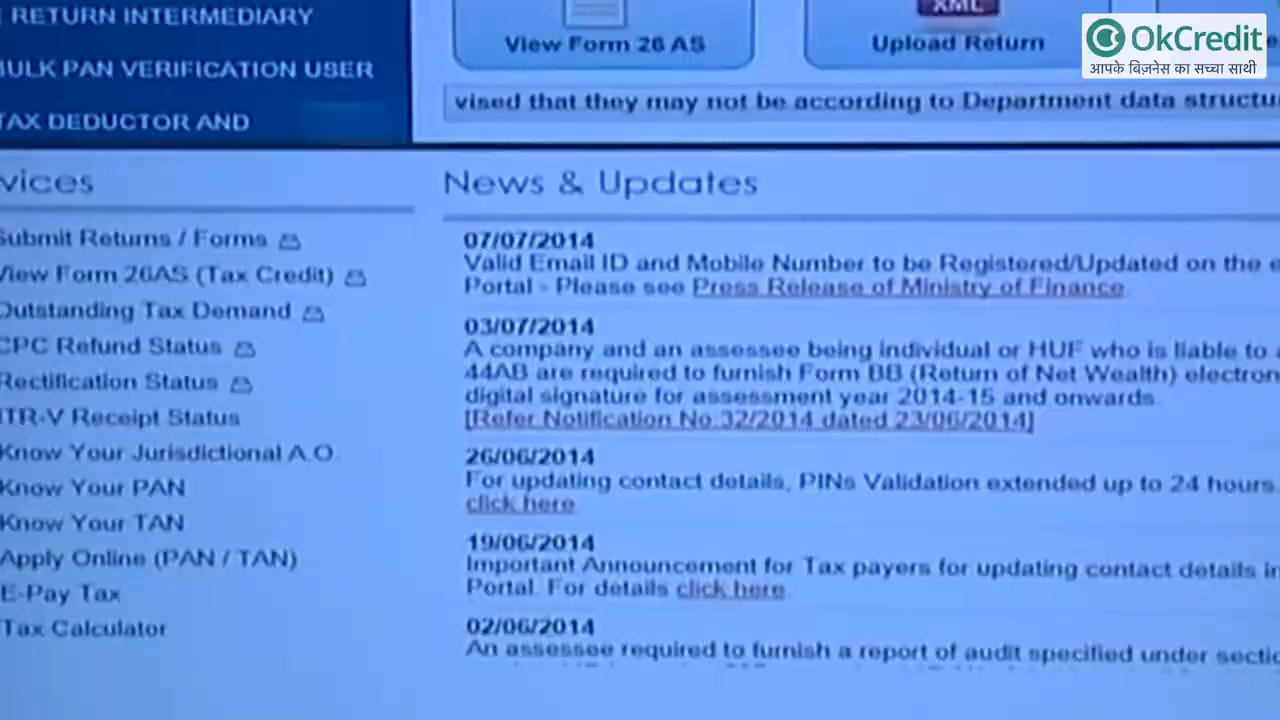 RETURN INTERMEDIARY
BULK PAN VERIFICATION USER
TAX DEDUCTOR AND
View Form 26 AS
XML
Upload Return
OkCredit
आपके बिज़नेस का सच्चा साथी
vised that they may not be according to Department data structu
vices
Submit Returns / Forms
View Form 26AS (Tax Credit)
Outstanding Tax Demand
CPC Refund Status
Rectification Status
ITR-V Receipt Status
Know Your Jurisdictional A.O.
Know Your PAN
Know Your TAN
Apply Online (PAN / TAN)
E-Pay Tax
Tax Calculator
News & Updates
07/07/2014
Valid Email ID and Mobile Number to be Registered/Updated on the e
Portal - Please see Press Release of Ministry of Finance
03/07/2014
A company and an assessee being individual or HUF who is liable to
44AB are required to furnish Form BB (Return of Net Wealth) electron
digital signature for assessment year 2014-15 and onwards.
[Refer Notification No.32/2014 dated 23/06/2014]
26/06/2014
For updating contact details, PINs Validation extended up to 24 hours.
click here
19/06/2014
Important Announcement for Tax payers for updating contact details in
Portal. For details click here
02/06/2014
An assessee required to furnish a report of audit specified under sectio